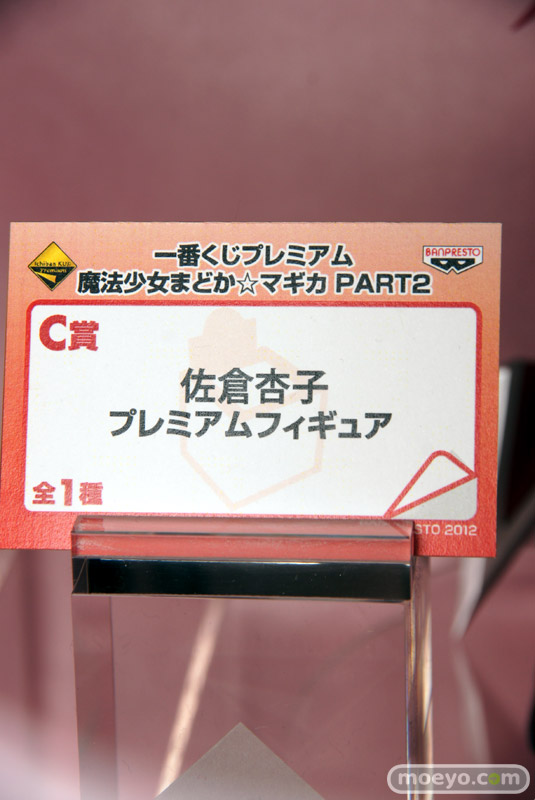 一番くじプレミアム
Ichiban KUJI Premium
BANPRESTO
魔法少女まどか☆マギカ PART2
C賞
佐倉杏子
プレミアムフィギュア
全1種
STO 2012
moeyo.com